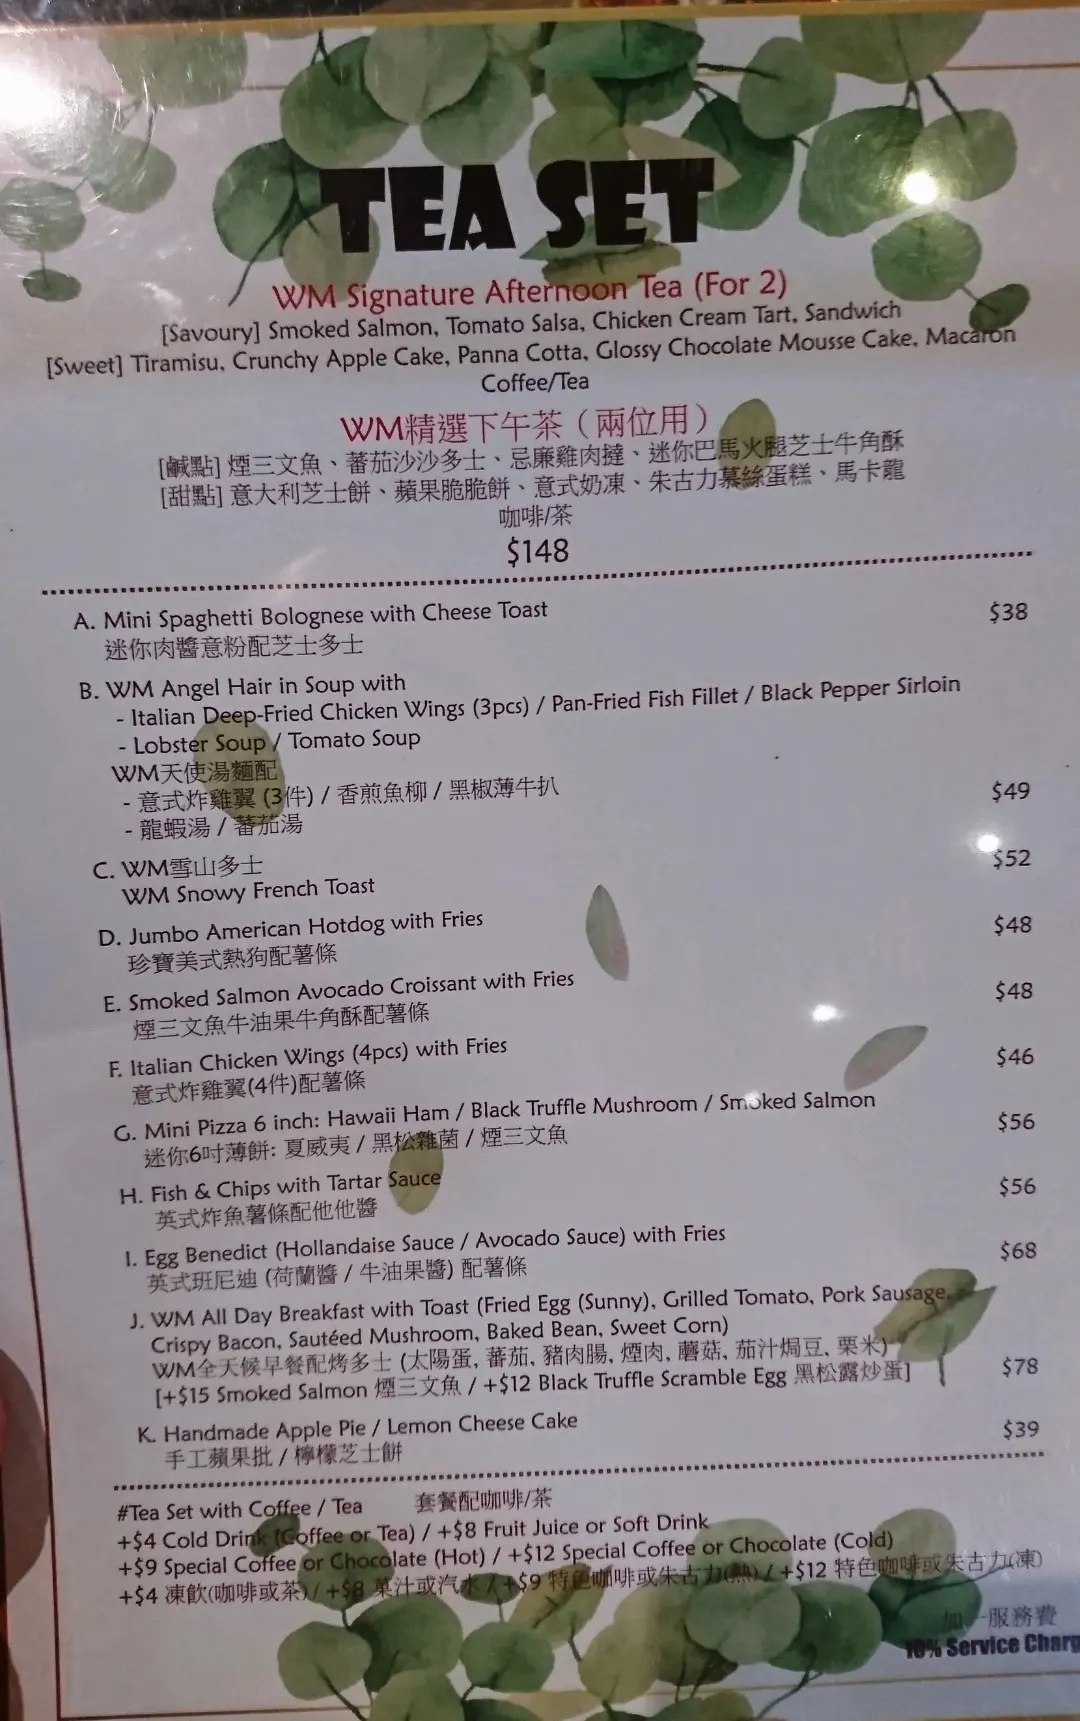 TEA SET
WM Signature Afternoon Tea (For 2)
[Savoury] Smoked Salmon, Tomato Salsa, Chicken Cream Tart, Sandwich
[Sweet] Tiramisu, Crunchy Apple Cake, Panna Cotta, Glossy Chocolate Mousse Cake, Macaron
Coffee/Tea
WM精選下午茶（兩位用）
[鹹點] 煙三文魚、蕃茄沙沙多士、忌廉雞肉撻、迷你巴馬火腿芝士牛角酥
[甜點] 意大利芝士餅、蘋果脆脆餅、意式奶凍、朱古力慕絲蛋糕、馬卡龍
咖啡/茶
$148
A. Mini Spaghetti Bolognese with Cheese Toast $38
迷你肉醬意粉配芝士多士
B. WM Angel Hair in Soup with
- Italian Deep-Fried Chicken Wings (3pcs) / Pan-Fried Fish Fillet / Black Pepper Sirloin
- Lobster Soup / Tomato Soup
WM天使湯麵配
- 意式炸雞翼 (3件) / 香煎魚柳 / 黑椒薄牛扒 $49
- 龍蝦湯 / 蕃茄湯
C. WM雪山多士 $52
WM Snowy French Toast
D. Jumbo American Hotdog with Fries $48
珍寶美式熱狗配薯條
E. Smoked Salmon Avocado Croissant with Fries $48
煙三文魚牛油果牛角酥配薯條
F. Italian Chicken Wings (4pcs) with Fries $46
意式炸雞翼(4件)配薯條
G. Mini Pizza 6 inch: Hawaii Ham / Black Truffle Mushroom / Smoked Salmon $56
迷你6吋薄餅: 夏威夷 / 黑松雜菌 / 煙三文魚
H. Fish & Chips with Tartar Sauce $56
英式炸魚薯條配他他醬
I. Egg Benedict (Hollandaise Sauce / Avocado Sauce) with Fries $68
英式班尼迪 (荷蘭醬 / 牛油果醬) 配薯條
J. WM All Day Breakfast with Toast (Fried Egg (Sunny), Grilled Tomato, Pork Sausage,
Crispy Bacon, Sautéed Mushroom, Baked Bean, Sweet Corn)
WM全天候早餐配烤多士 (太陽蛋, 蕃茄, 豬肉腸, 煙肉, 蘑菇, 茄汁焗豆, 粟米)
[+$15 Smoked Salmon 煙三文魚 / +$12 Black Truffle Scramble Egg 黑松露炒蛋] $78
K. Handmade Apple Pie / Lemon Cheese Cake $39
手工蘋果批 / 檸檬芝士餅
#Tea Set with Coffee / Tea 套餐配咖啡/茶
+$4 Cold Drink (Coffee or Tea) / +$8 Fruit Juice or Soft Drink
+$9 Special Coffee or Chocolate (Hot) / +$12 Special Coffee or Chocolate (Cold)
+$4 凍飲(咖啡或茶) / +$8 菓汁或汽水 / +$9 特色咖啡或朱古力(熱) / +$12 特色咖啡或朱古力(凍)
加一服務費
10% Service Charg